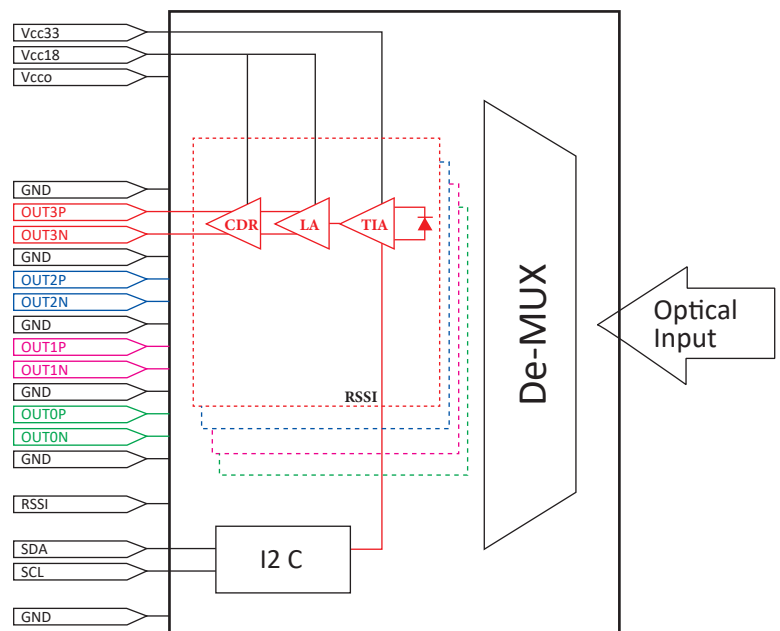 Vcc33
Vcc18
Vcco
GND
OUT3P
OUT3N
GND
OUT2P
OUT2N
GND
OUT1P
OUT1N
GND
OUT0P
OUT0N
GND
RSSI
SDA
SCL
GND
CDR
LA
TIA
RSSI
I2 C
De-MUX
Optical
Input